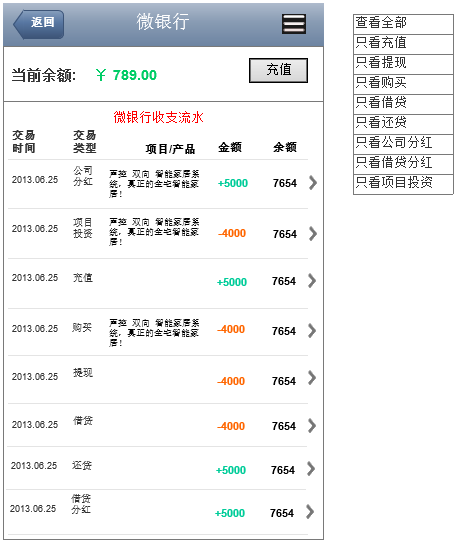 返回
微银行
当前余额: ￥ 789.00
充值
微银行收支流水
交易时间 交易类型 项目/产品 金额 余额
2013.06.25 公司分红 声控 双向 智能家居系统，真正的全宅智能家居！ +5000 7654
2013.06.25 项目投资 声控 双向 智能家居系统，真正的全宅智能家居！ -4000 7654
2013.06.25 充值 +5000 7654
2013.06.25 购买 声控 双向 智能家居系统，真正的全宅智能家居！ -4000 7654
2013.06.25 提现 -4000 7654
2013.06.25 借贷 -4000 7654
2013.06.25 还贷 +5000 7654
2013.06.25 借贷分红 +5000 7654
查看全部
只看充值
只看提现
只看购买
只看借贷
只看还贷
只看公司分红
只看借贷分红
只看项目投资